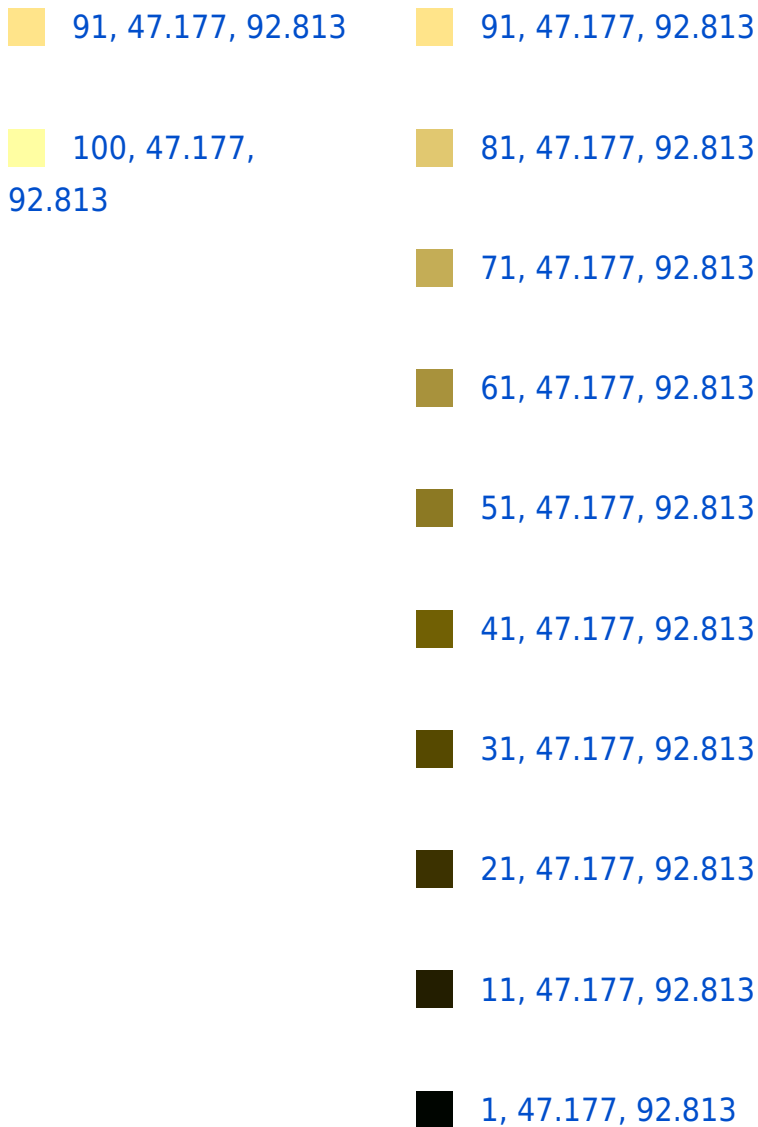 91, 47.177, 92.813
100, 47.177,
92.813
91, 47.177, 92.813
81, 47.177, 92.813
71, 47.177, 92.813
61, 47.177, 92.813
51, 47.177, 92.813
41, 47.177, 92.813
31, 47.177, 92.813
21, 47.177, 92.813
11, 47.177, 92.813
1, 47.177, 92.813